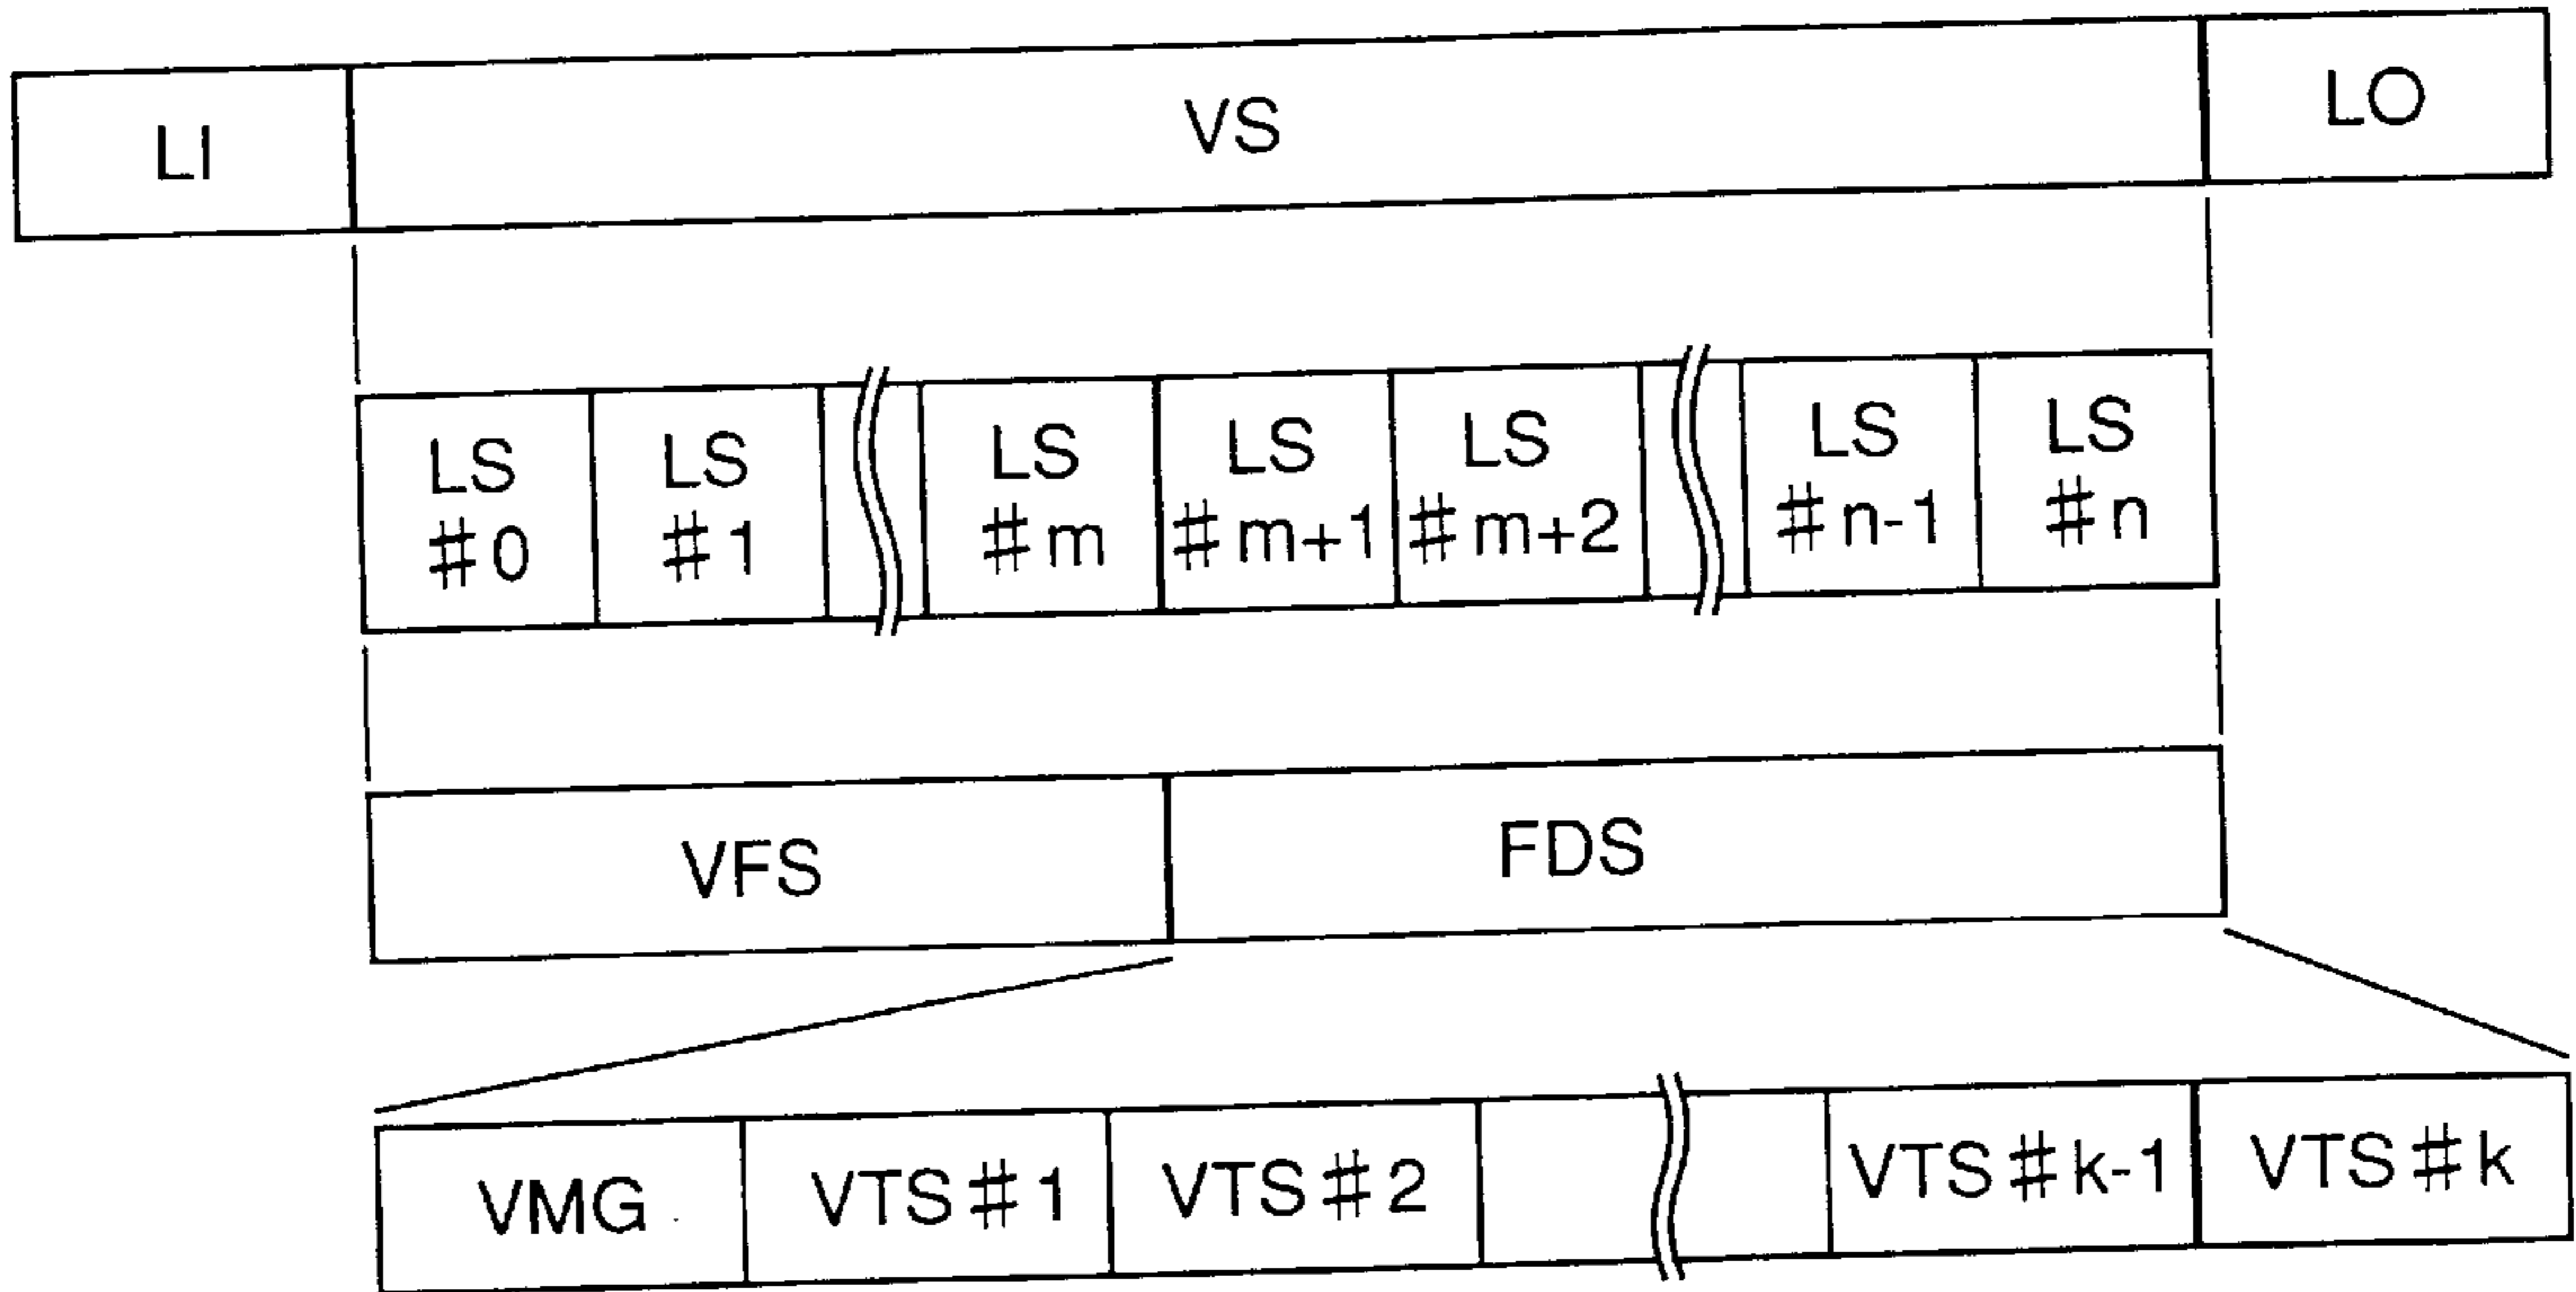 LI VS LO
LS LS LS LS LS LS LS
#0 #1 #m #m+1 #m+2 #n-1 #n
VFS FDS
VMG VTS#1 VTS#2 VTS#k-1 VTS#k